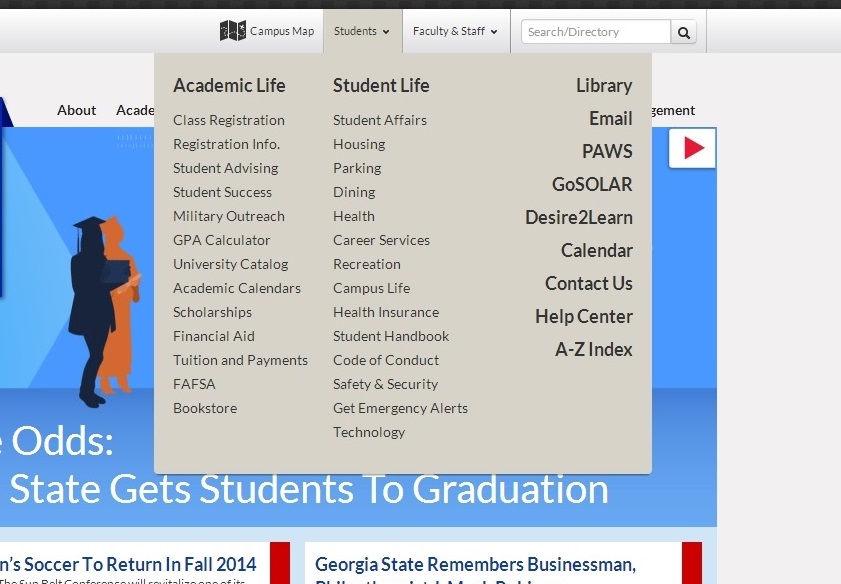 Campus Map
Students
Faculty & Staff
Search/Directory
About
Acade
gement
Academic Life
Class Registration
Registration Info.
Student Advising
Student Success
Military Outreach
GPA Calculator
University Catalog
Academic Calendars
Scholarships
Financial Aid
Tuition and Payments
FAFSA
Bookstore
Student Life
Student Affairs
Housing
Parking
Dining
Health
Career Services
Recreation
Campus Life
Health Insurance
Student Handbook
Code of Conduct
Safety & Security
Get Emergency Alerts
Technology
Library
Email
PAWS
GoSOLAR
Desire2Learn
Calendar
Contact Us
Help Center
A-Z Index
e Odds:
State Gets Students To Graduation
n's Soccer To Return In Fall 2014
The Sun Belt Conference will revitalize one of its
Georgia State Remembers Businessman,